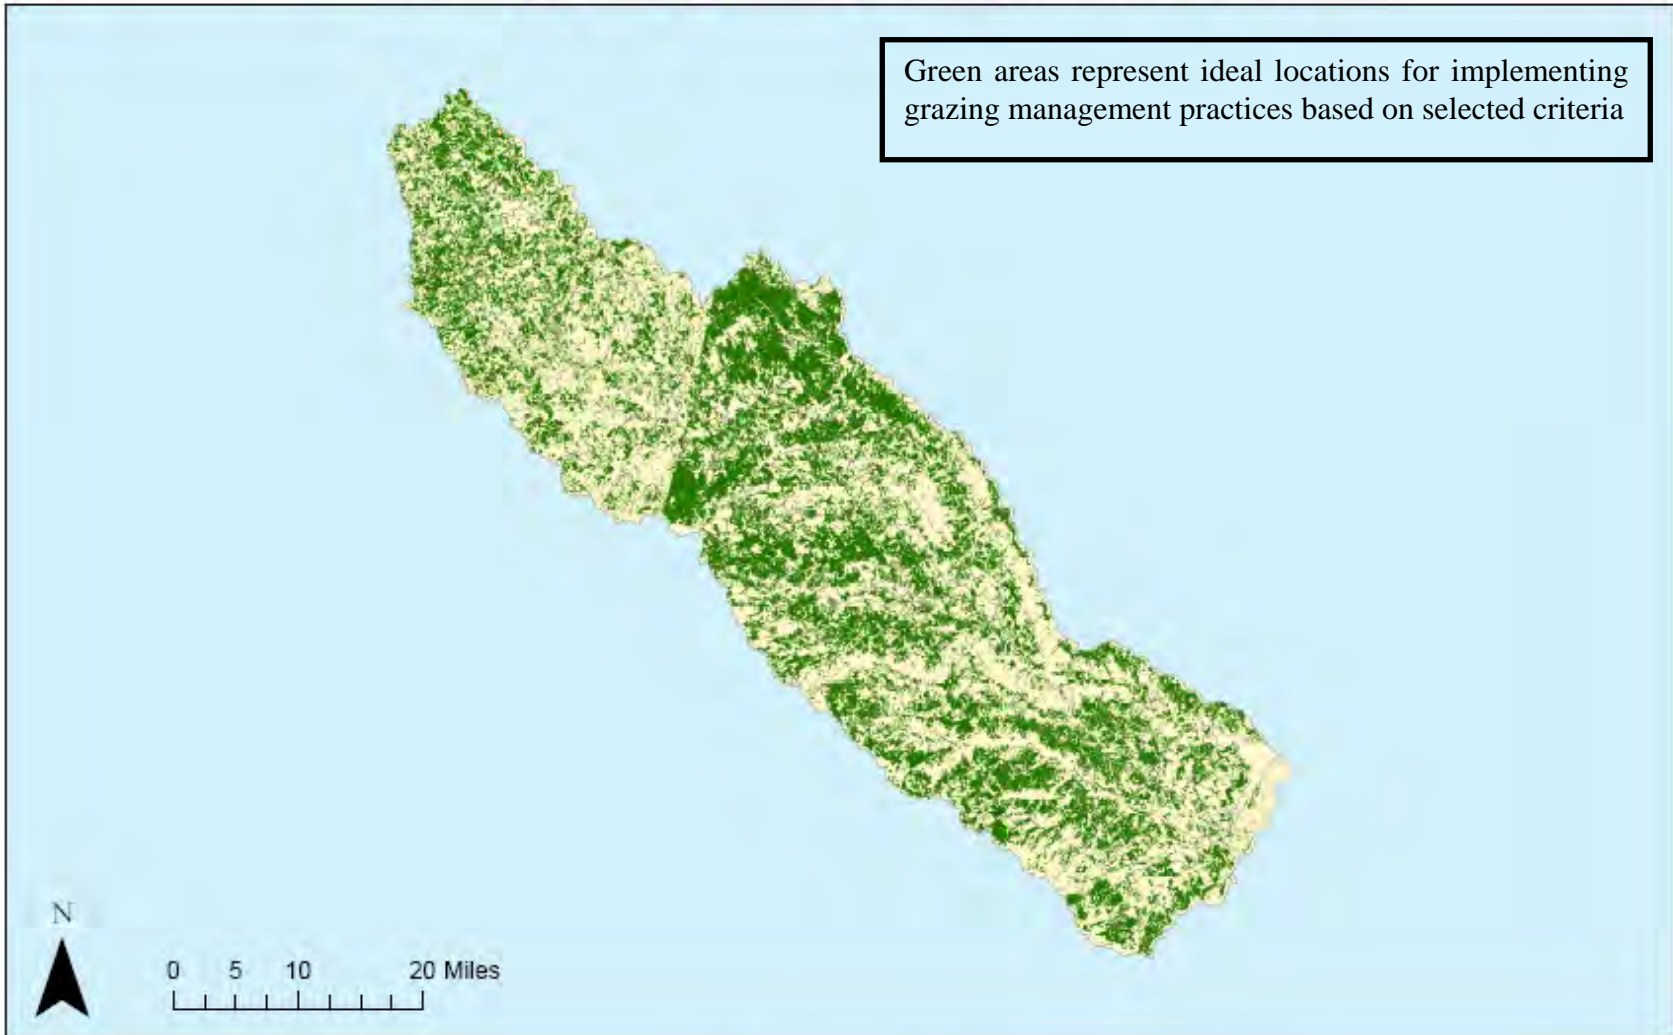 Green areas represent ideal locations for implementing
grazing management practices based on selected criteria
N
0 5 10 20 Miles